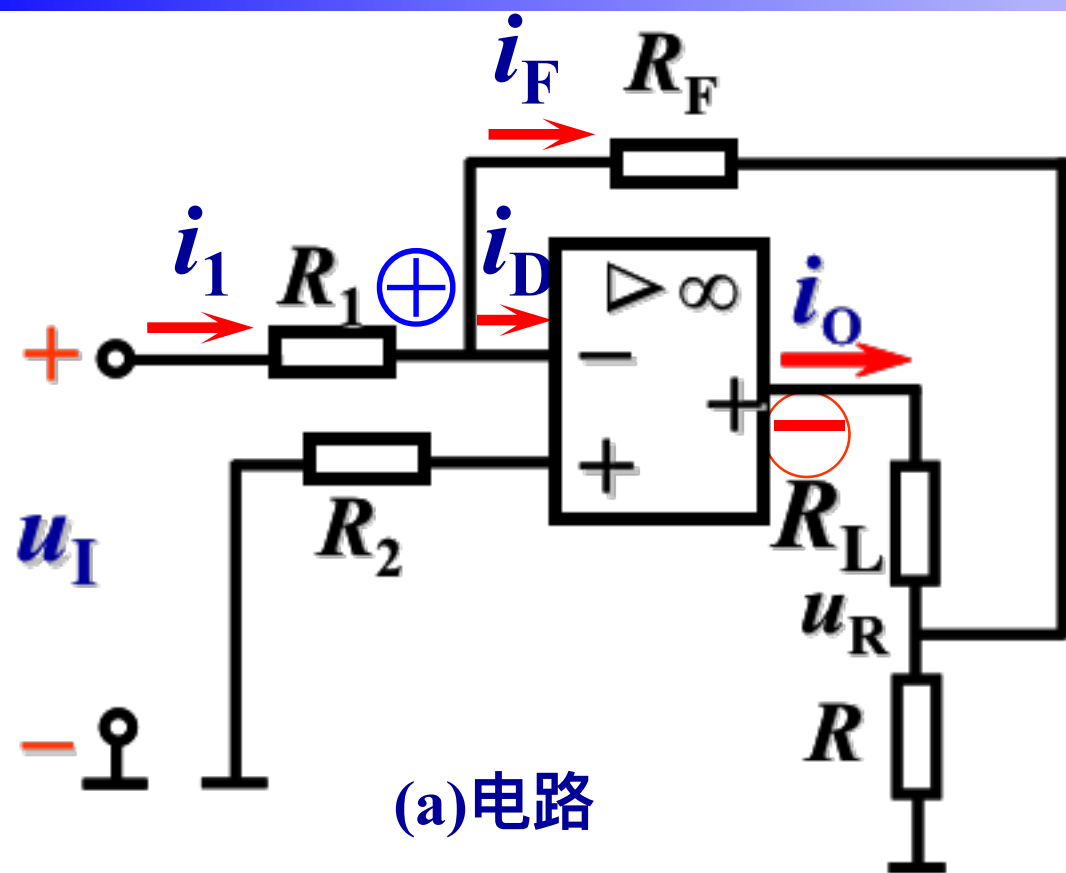 iF RF
i1 R1 ⊕ iD ▷ ∞ iO
+ − +
+
R2 − RL
uI uR
R
−
(a)电路